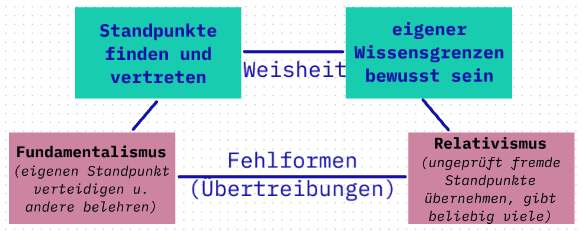 Standpunkte
finden und
vertreten
Weisheit
eigener
Wissensgrenzen
bewusst sein
Fundamentalismus
(eigenen Standpunkt
verteidigen u.
andere belehren)
Fehlformen
(Übertreibungen)
Relativismus
(ungeprüft fremde
Standpunkte
übernehmen, gibt
beliebig viele)